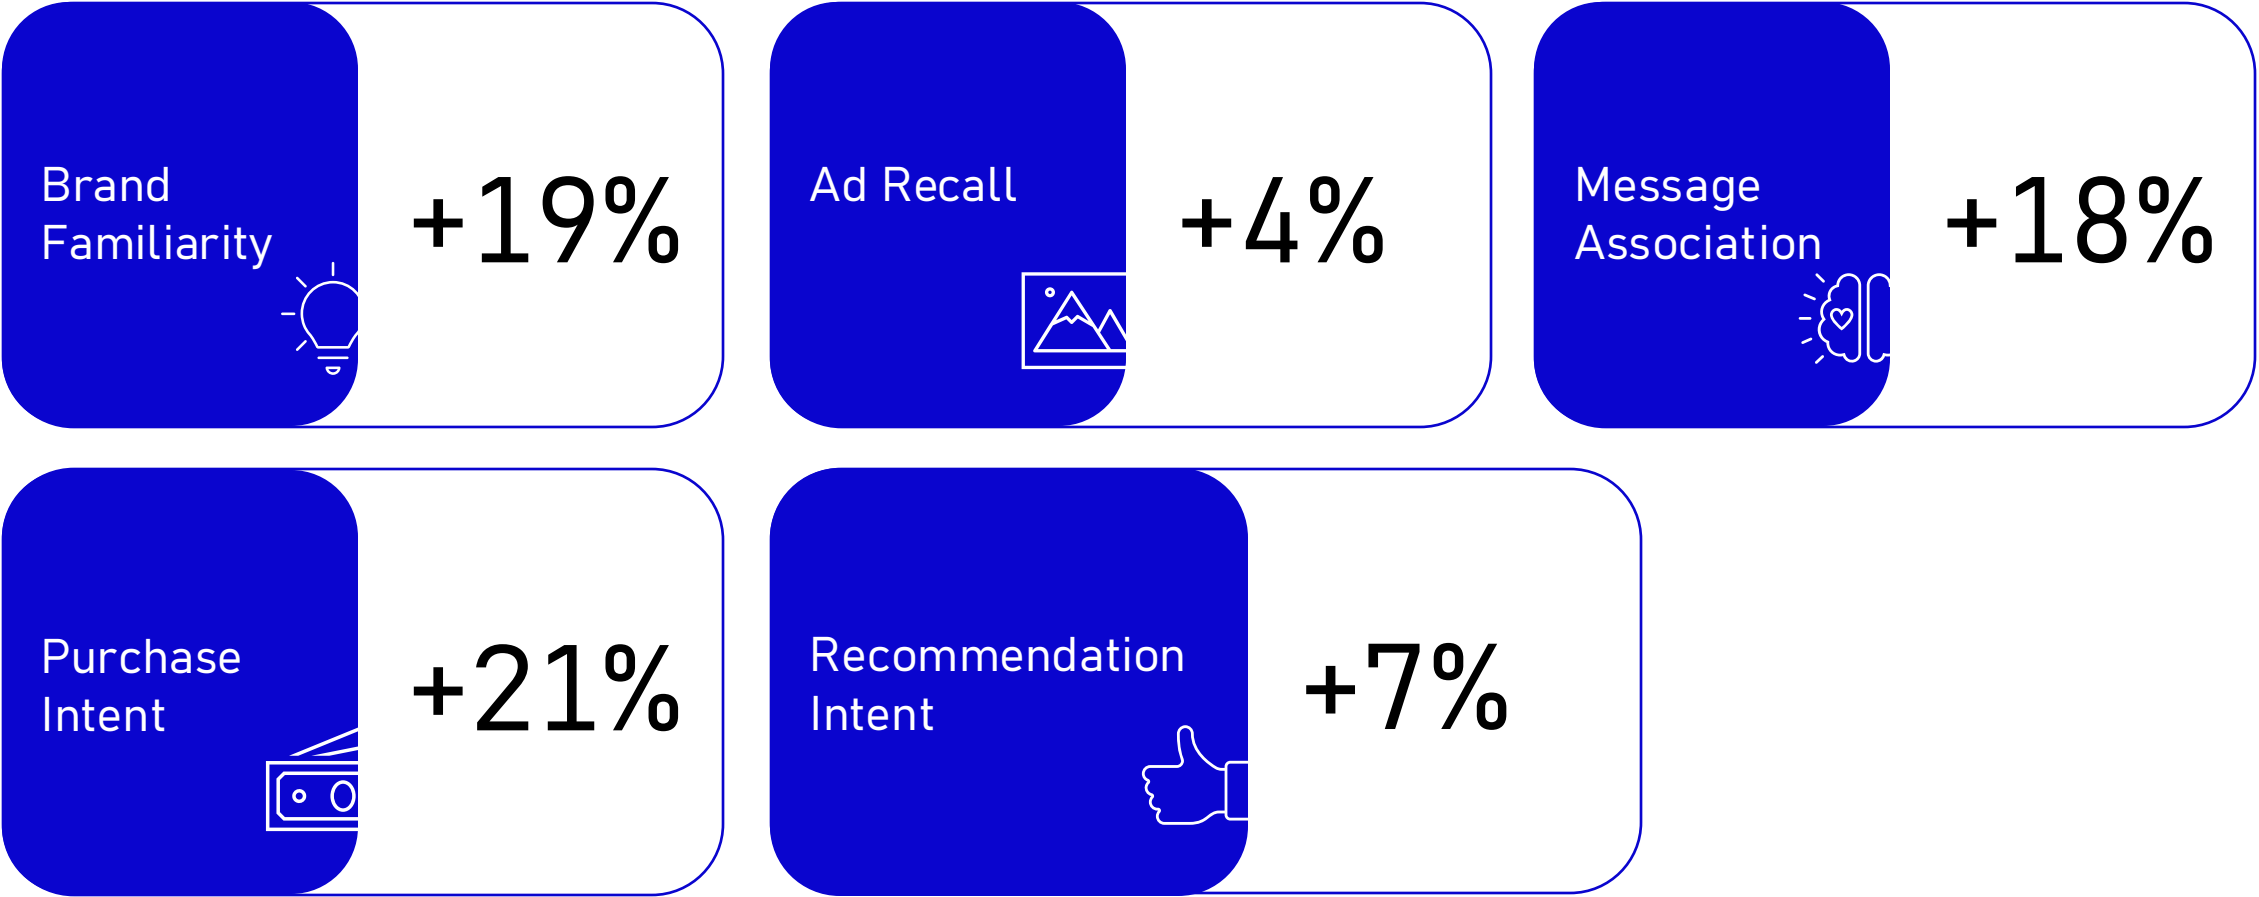 Brand
Familiarity
+19%
Ad Recall
+4%
Message
Association
+18%
Purchase
Intent
+21%
Recommendation
Intent
+7%